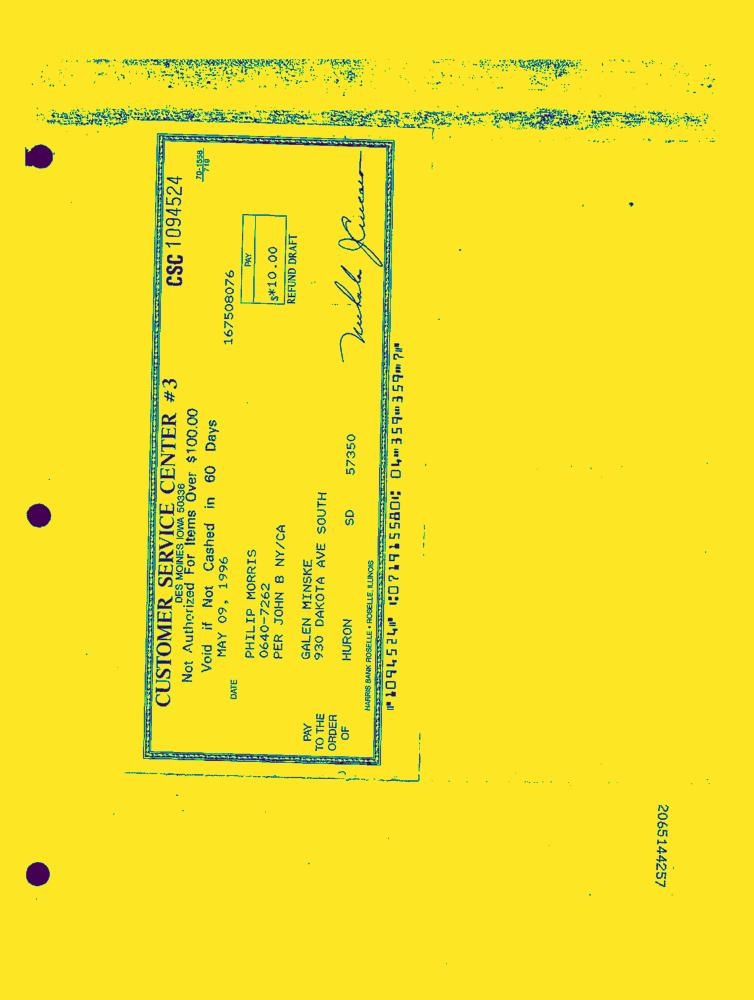 CUSTOMER SERVICE CENTER #3
CSC 1094524
DES MOINES IOWA 50336
Not Authorized For Items Over $100.00
70-1558
719
Void if Not Cashed in 60 Days
DATE MAY 09, 1996
167508076
PHILIP MORRIS
0640-7262
PER JOHN B NY/CA
PAY
$*10.00
REFUND DRAFT
PAY
TO THE
ORDER
OF
GALEN MINSKE
930 DAKOTA AVE SOUTH
HURON SD 57350
HARRIS BANK ROSELLE • ROSELLE, ILLINOIS
⑈1094524⑈ ⑆071915580⑆ 04⑈359⑈359⑈7⑈
2065144257